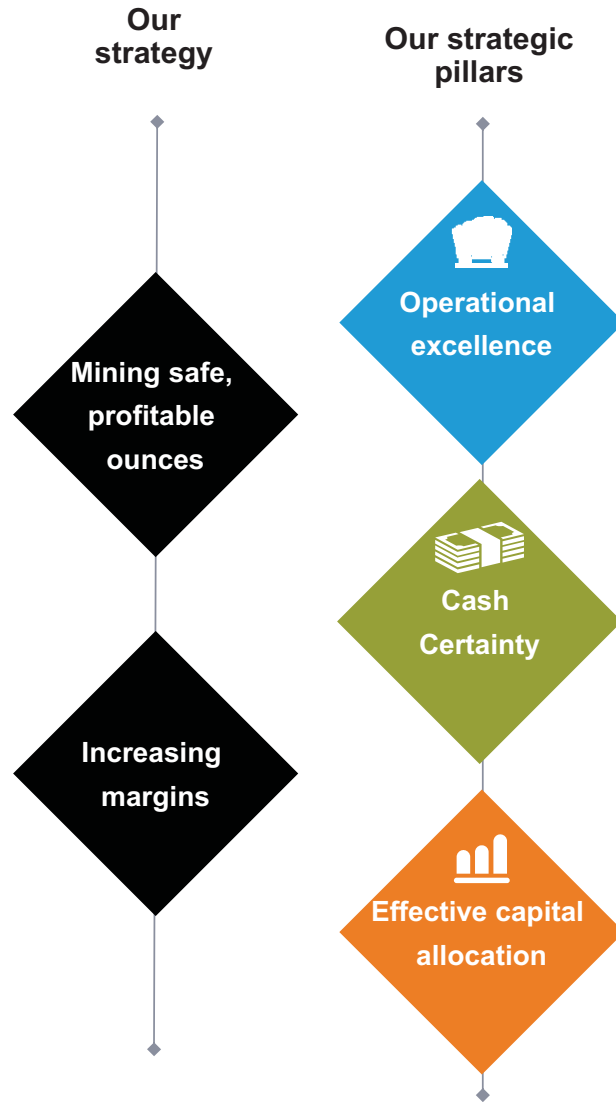 Our
strategy
Mining safe,
profitable
ounces
Increasing
margins
Our strategic
pillars
Operational
excellence
Cash
Certainty
Effective capital
allocation